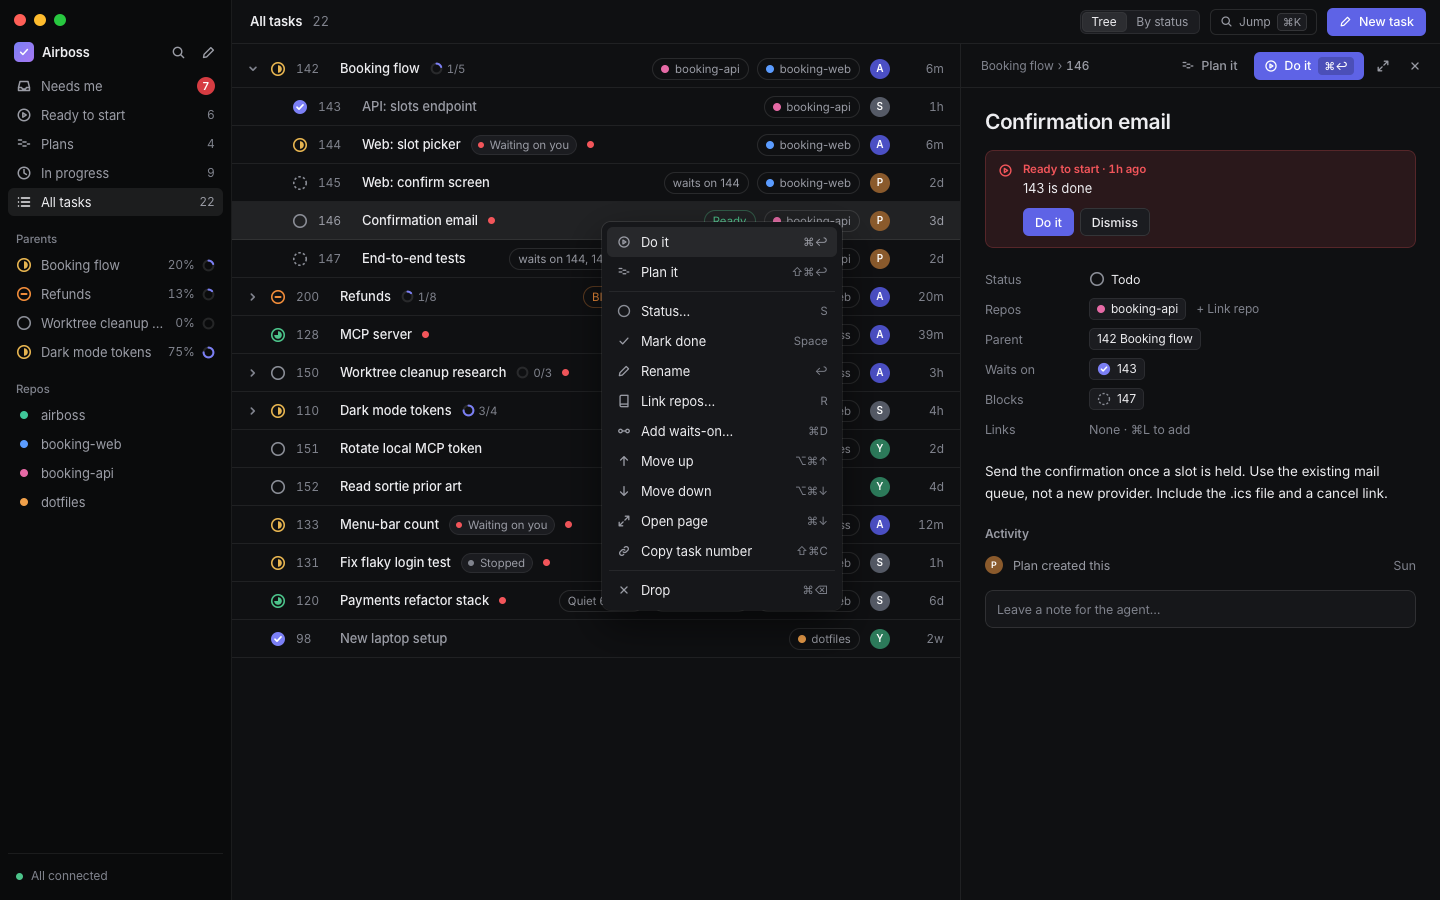 Airboss
Needs me 7
Ready to start 6
Plans 4
In progress 9
All tasks 22
Parents
Booking flow 20%
Refunds 13%
Worktree cleanup ... 0%
Dark mode tokens 75%
Repos
airboss
booking-web
booking-api
dotfiles
All connected
All tasks 22
Tree By status Jump ⌘K New task
142 Booking flow 1/5 booking-api booking-web A 6m
143 API: slots endpoint booking-api S 1h
144 Web: slot picker Waiting on you booking-web A 6m
145 Web: confirm screen waits on 144 booking-web P 2d
146 Confirmation email Ready booking-api P 3d
147 End-to-end tests waits on 144, P 2d
200 Refunds 1/8 A 20m
128 MCP server A 39m
150 Worktree cleanup research 0/3 A 3h
110 Dark mode tokens 3/4 S 4h
151 Rotate local MCP token Y 2d
152 Read sortie prior art Y 4d
133 Menu-bar count Waiting on you A 12m
131 Fix flaky login test Stopped S 1h
120 Payments refactor stack Quiet S 6d
98 New laptop setup dotfiles Y 2w
Do it ⌘↩
Plan it ⇧⌘↩
Status... S
Mark done Space
Rename ↩
Link repos... R
Add waits-on... ⌘D
Move up ⌥⌘↑
Move down ⌥⌘↓
Open page ⌘↓
Copy task number ⇧⌘C
Drop ⌘⌫
Booking flow › 146 Plan it Do it ⌘↩
Confirmation email
Ready to start · 1h ago
143 is done
Do it Dismiss
Status Todo
Repos booking-api + Link repo
Parent 142 Booking flow
Waits on 143
Blocks 147
Links None · ⌘L to add
Send the confirmation once a slot is held. Use the existing mail
queue, not a new provider. Include the .ics file and a cancel link.
Activity
P Plan created this Sun
Leave a note for the agent...